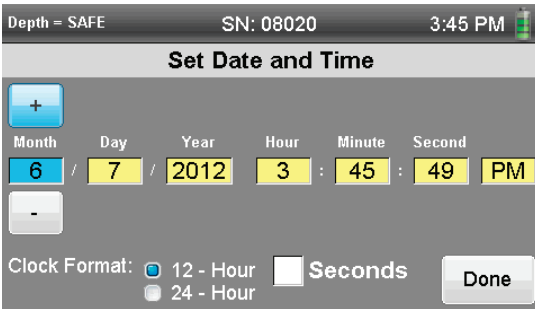 Depth = SAFE SN: 08020 3:45 PM
Set Date and Time
+
Month Day Year Hour Minute Second
6 / 7 / 2012 3 : 45 : 49 PM
-
Clock Format: 12 - Hour Seconds
24 - Hour
Done